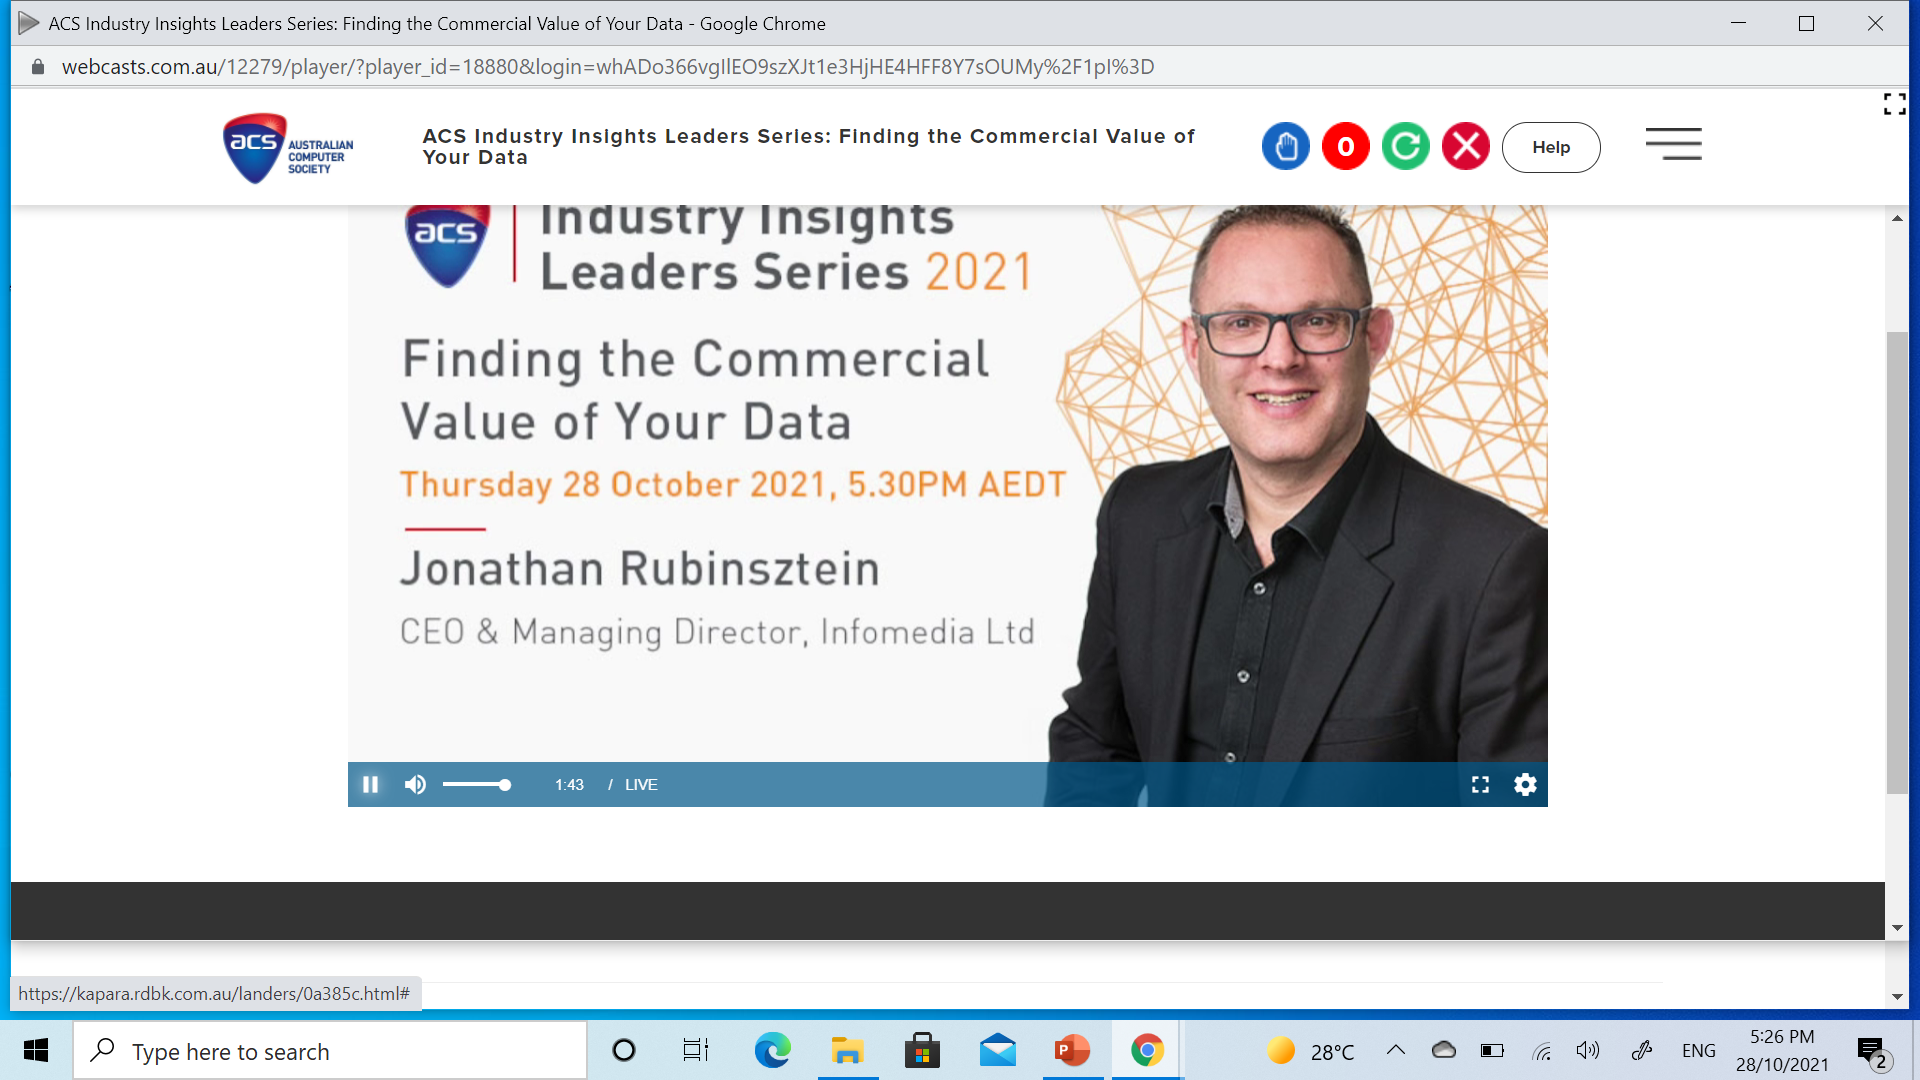 ACS Industry Insights Leaders Series: Finding the Commercial Value of Your Data - Google Chrome
webcasts.com.au/12279/player/?player_id=18880&login=whADo366vgIlEO9szXJt1e3HjHE4HFF8Y7sOUMy%2F1pI%3D
acs
AUSTRALIAN
COMPUTER
SOCIETY
ACS Industry Insights Leaders Series: Finding the Commercial Value of
Your Data
0
Help
acs
Industry Insights
Leaders Series 2021
Finding the Commercial
Value of Your Data
Thursday 28 October 2021, 5.30PM AEDT
Jonathan Rubinsztein
CEO & Managing Director, Infomedia Ltd
1:43 / LIVE
https://kapara.rdbk.com.au/landers/0a385c.html#
Type here to search
P
28°C
ENG
5:26 PM
28/10/2021
2